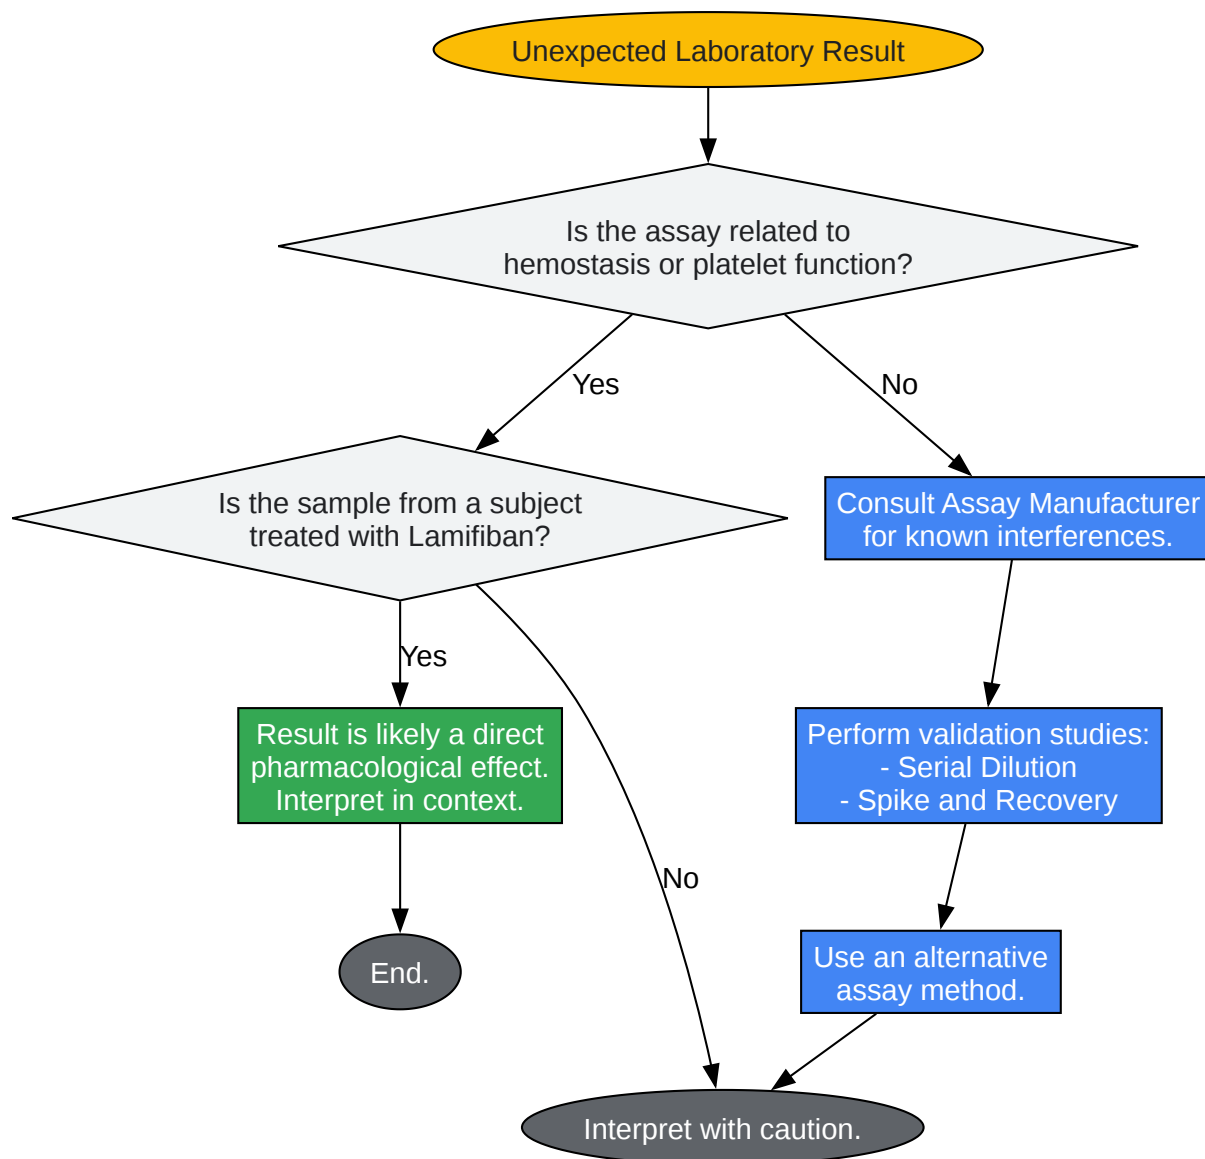 Unexpected Laboratory Result
Is the assay related to
hemostasis or platelet function?
Yes
No
Is the sample from a subject
treated with Lamifiban?
Consult Assay Manufacturer
for known interferences.
Yes
Result is likely a direct
pharmacological effect.
Interpret in context.
Perform validation studies:
- Serial Dilution
- Spike and Recovery
No
End.
Use an alternative
assay method.
Interpret with caution.